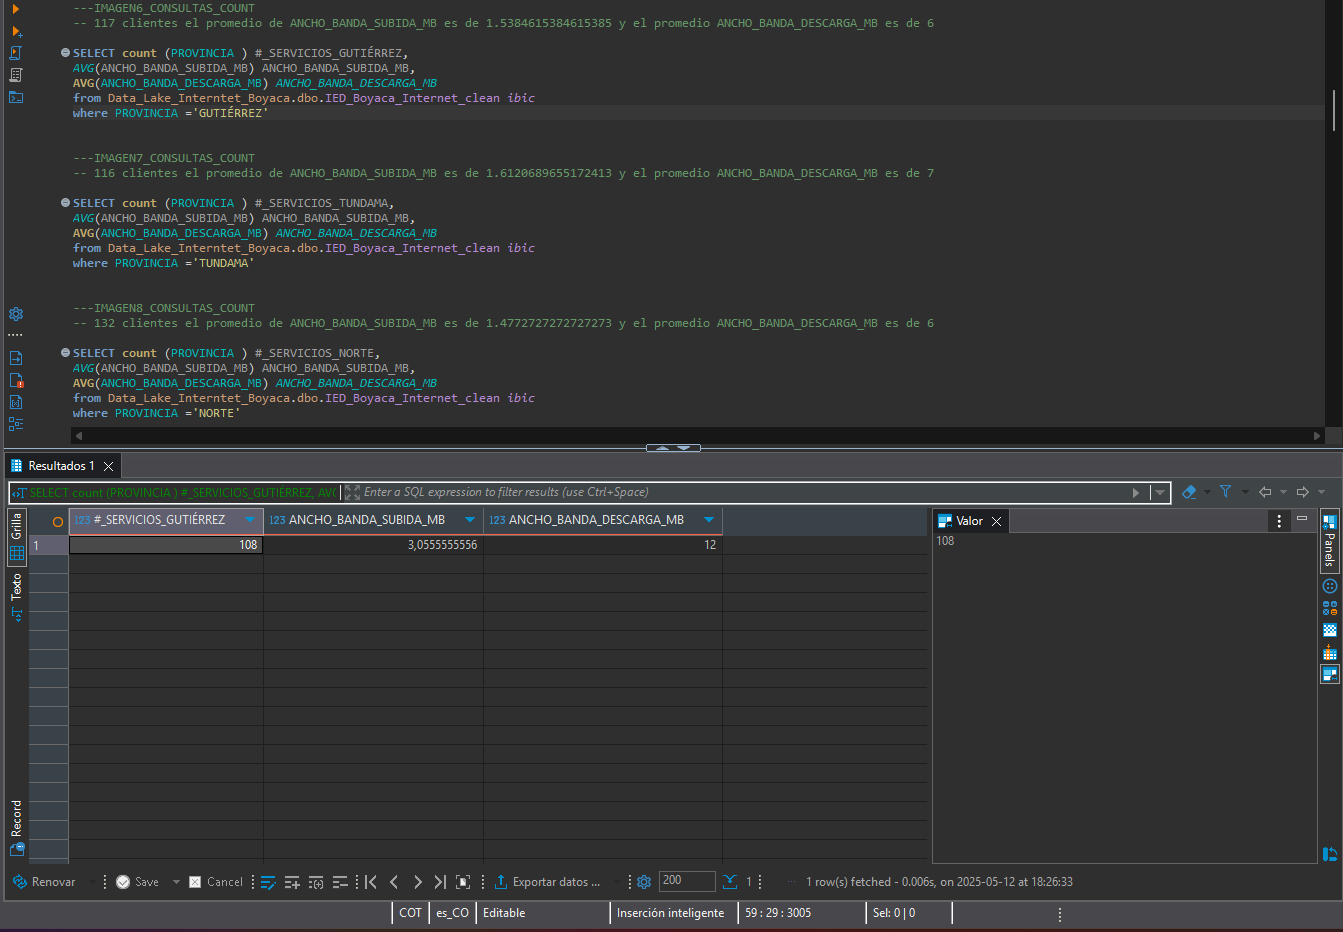 ---IMAGEN6_CONSULTAS_COUNT
-- 117 clientes el promedio de ANCHO_BANDA_SUBIDA_MB es de 1.5384615384615385 y el promedio ANCHO_BANDA_DESCARGA_MB es de 6
SELECT count (PROVINCIA ) #_SERVICIOS_GUTIÉRREZ,
AVG(ANCHO_BANDA_SUBIDA_MB) ANCHO_BANDA_SUBIDA_MB,
AVG(ANCHO_BANDA_DESCARGA_MB) ANCHO_BANDA_DESCARGA_MB
from Data_Lake_Interntet_Boyaca.dbo.IED_Boyaca_Internet_clean ibic
where PROVINCIA ='GUTIÉRREZ'
---IMAGEN7_CONSULTAS_COUNT
-- 116 clientes el promedio de ANCHO_BANDA_SUBIDA_MB es de 1.6120689655172413 y el promedio ANCHO_BANDA_DESCARGA_MB es de 7
SELECT count (PROVINCIA ) #_SERVICIOS_TUNDAMA,
AVG(ANCHO_BANDA_SUBIDA_MB) ANCHO_BANDA_SUBIDA_MB,
AVG(ANCHO_BANDA_DESCARGA_MB) ANCHO_BANDA_DESCARGA_MB
from Data_Lake_Interntet_Boyaca.dbo.IED_Boyaca_Internet_clean ibic
where PROVINCIA ='TUNDAMA'
---IMAGEN8_CONSULTAS_COUNT
-- 132 clientes el promedio de ANCHO_BANDA_SUBIDA_MB es de 1.4772727272727273 y el promedio ANCHO_BANDA_DESCARGA_MB es de 6
SELECT count (PROVINCIA ) #_SERVICIOS_NORTE,
AVG(ANCHO_BANDA_SUBIDA_MB) ANCHO_BANDA_SUBIDA_MB,
AVG(ANCHO_BANDA_DESCARGA_MB) ANCHO_BANDA_DESCARGA_MB
from Data_Lake_Interntet_Boyaca.dbo.IED_Boyaca_Internet_clean ibic
where PROVINCIA ='NORTE'
Resultados 1
SELECT count (PROVINCIA ) #_SERVICIOS_GUTIÉRREZ, AVG Enter a SQL expression to filter results (use Ctrl+Space)
Grilla
Texto
Record
123 #_SERVICIOS_GUTIÉRREZ 123 ANCHO_BANDA_SUBIDA_MB 123 ANCHO_BANDA_DESCARGA_MB
1 108 3,0555555556 12
Valor
108
Panels
Renovar Save Cancel Exportar datos ... 200 1 1 row(s) fetched - 0.006s, on 2025-05-12 at 18:26:33
COT es_CO Editable Inserción inteligente 59 : 29 : 3005 Sel: 0 | 0